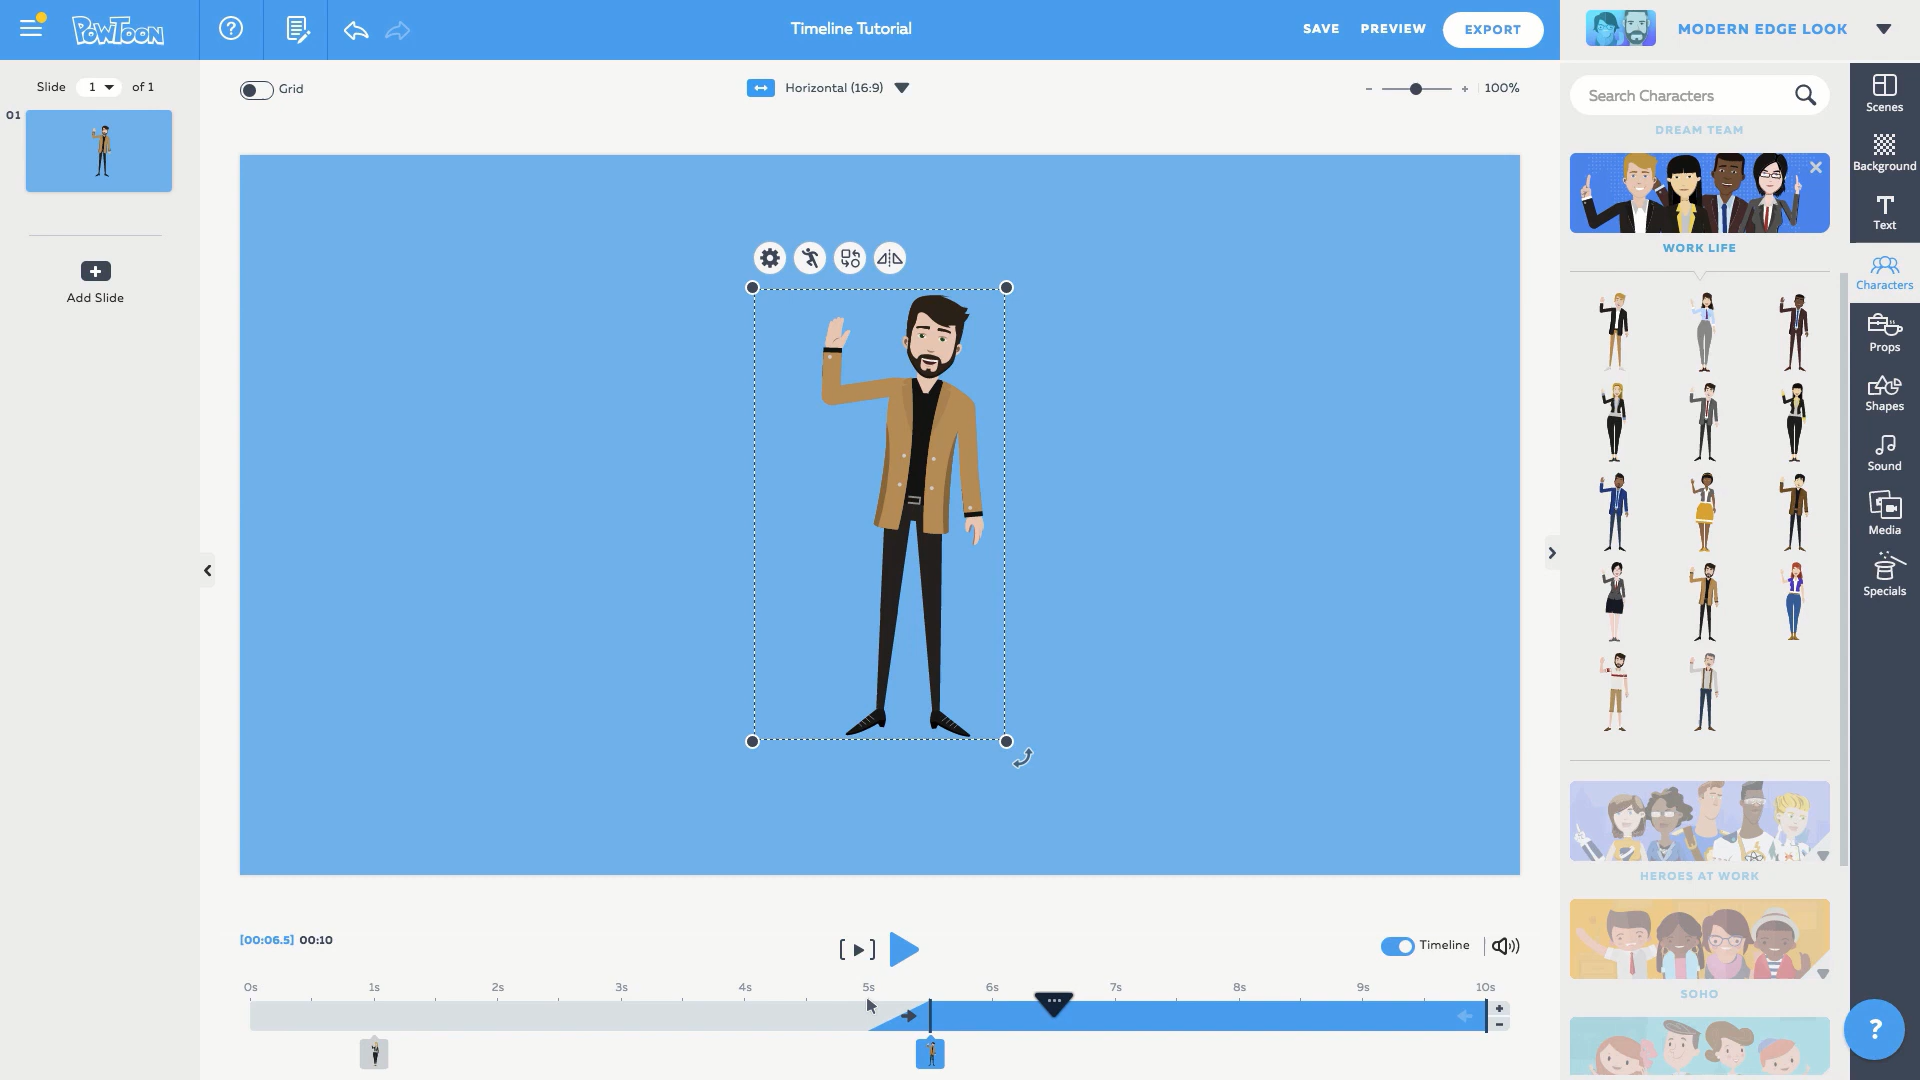 POWTOON
?
Timeline Tutorial
SAVE
PREVIEW
EXPORT
MODERN EDGE LOOK
Slide
1
of 1
01
Add Slide
Grid
Horizontal (16:9)
-
+
100%
Search Characters
DREAM TEAM
WORK LIFE
HEROES AT WORK
SOHO
Scenes
Background
Text
Characters
Props
Shapes
Sound
Media
Specials
[00:06.5] 00:10
Timeline
0s
1s
2s
3s
4s
5s
6s
7s
8s
9s
10s
+
-
?